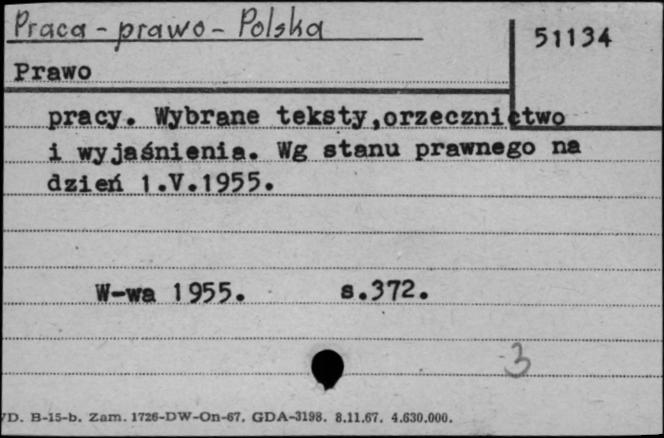 Praca - prawo - Polska
51134
Prawo
pracy. Wybrane teksty,orzecznictwo
i wyjaśnienia. Wg stanu prawnego na
dzień 1.V.1955.
W-wa 1955. s.372.
3
D. B-15-b. Zam. 1726-DW-On-67. GDA-3198. 8.11.67. 4.630.000.